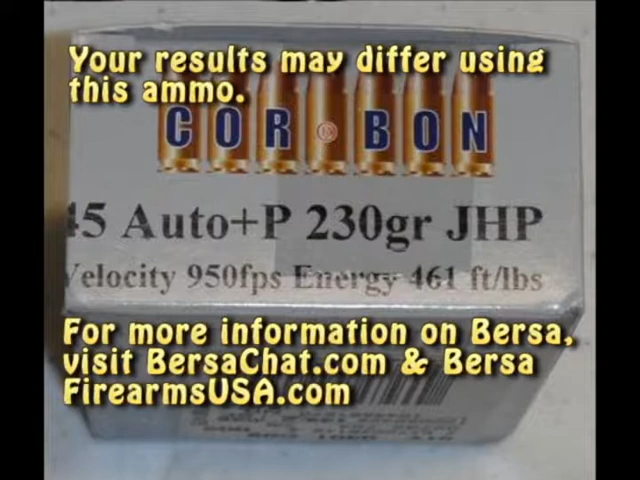 Your results may differ using
this ammo.
COR®BON
45 Auto+P 230gr JHP
Velocity 950fps Energy 461 ft/lbs
For more information on Bersa,
visit BersaChat.com & Bersa
FirearmsUSA.com